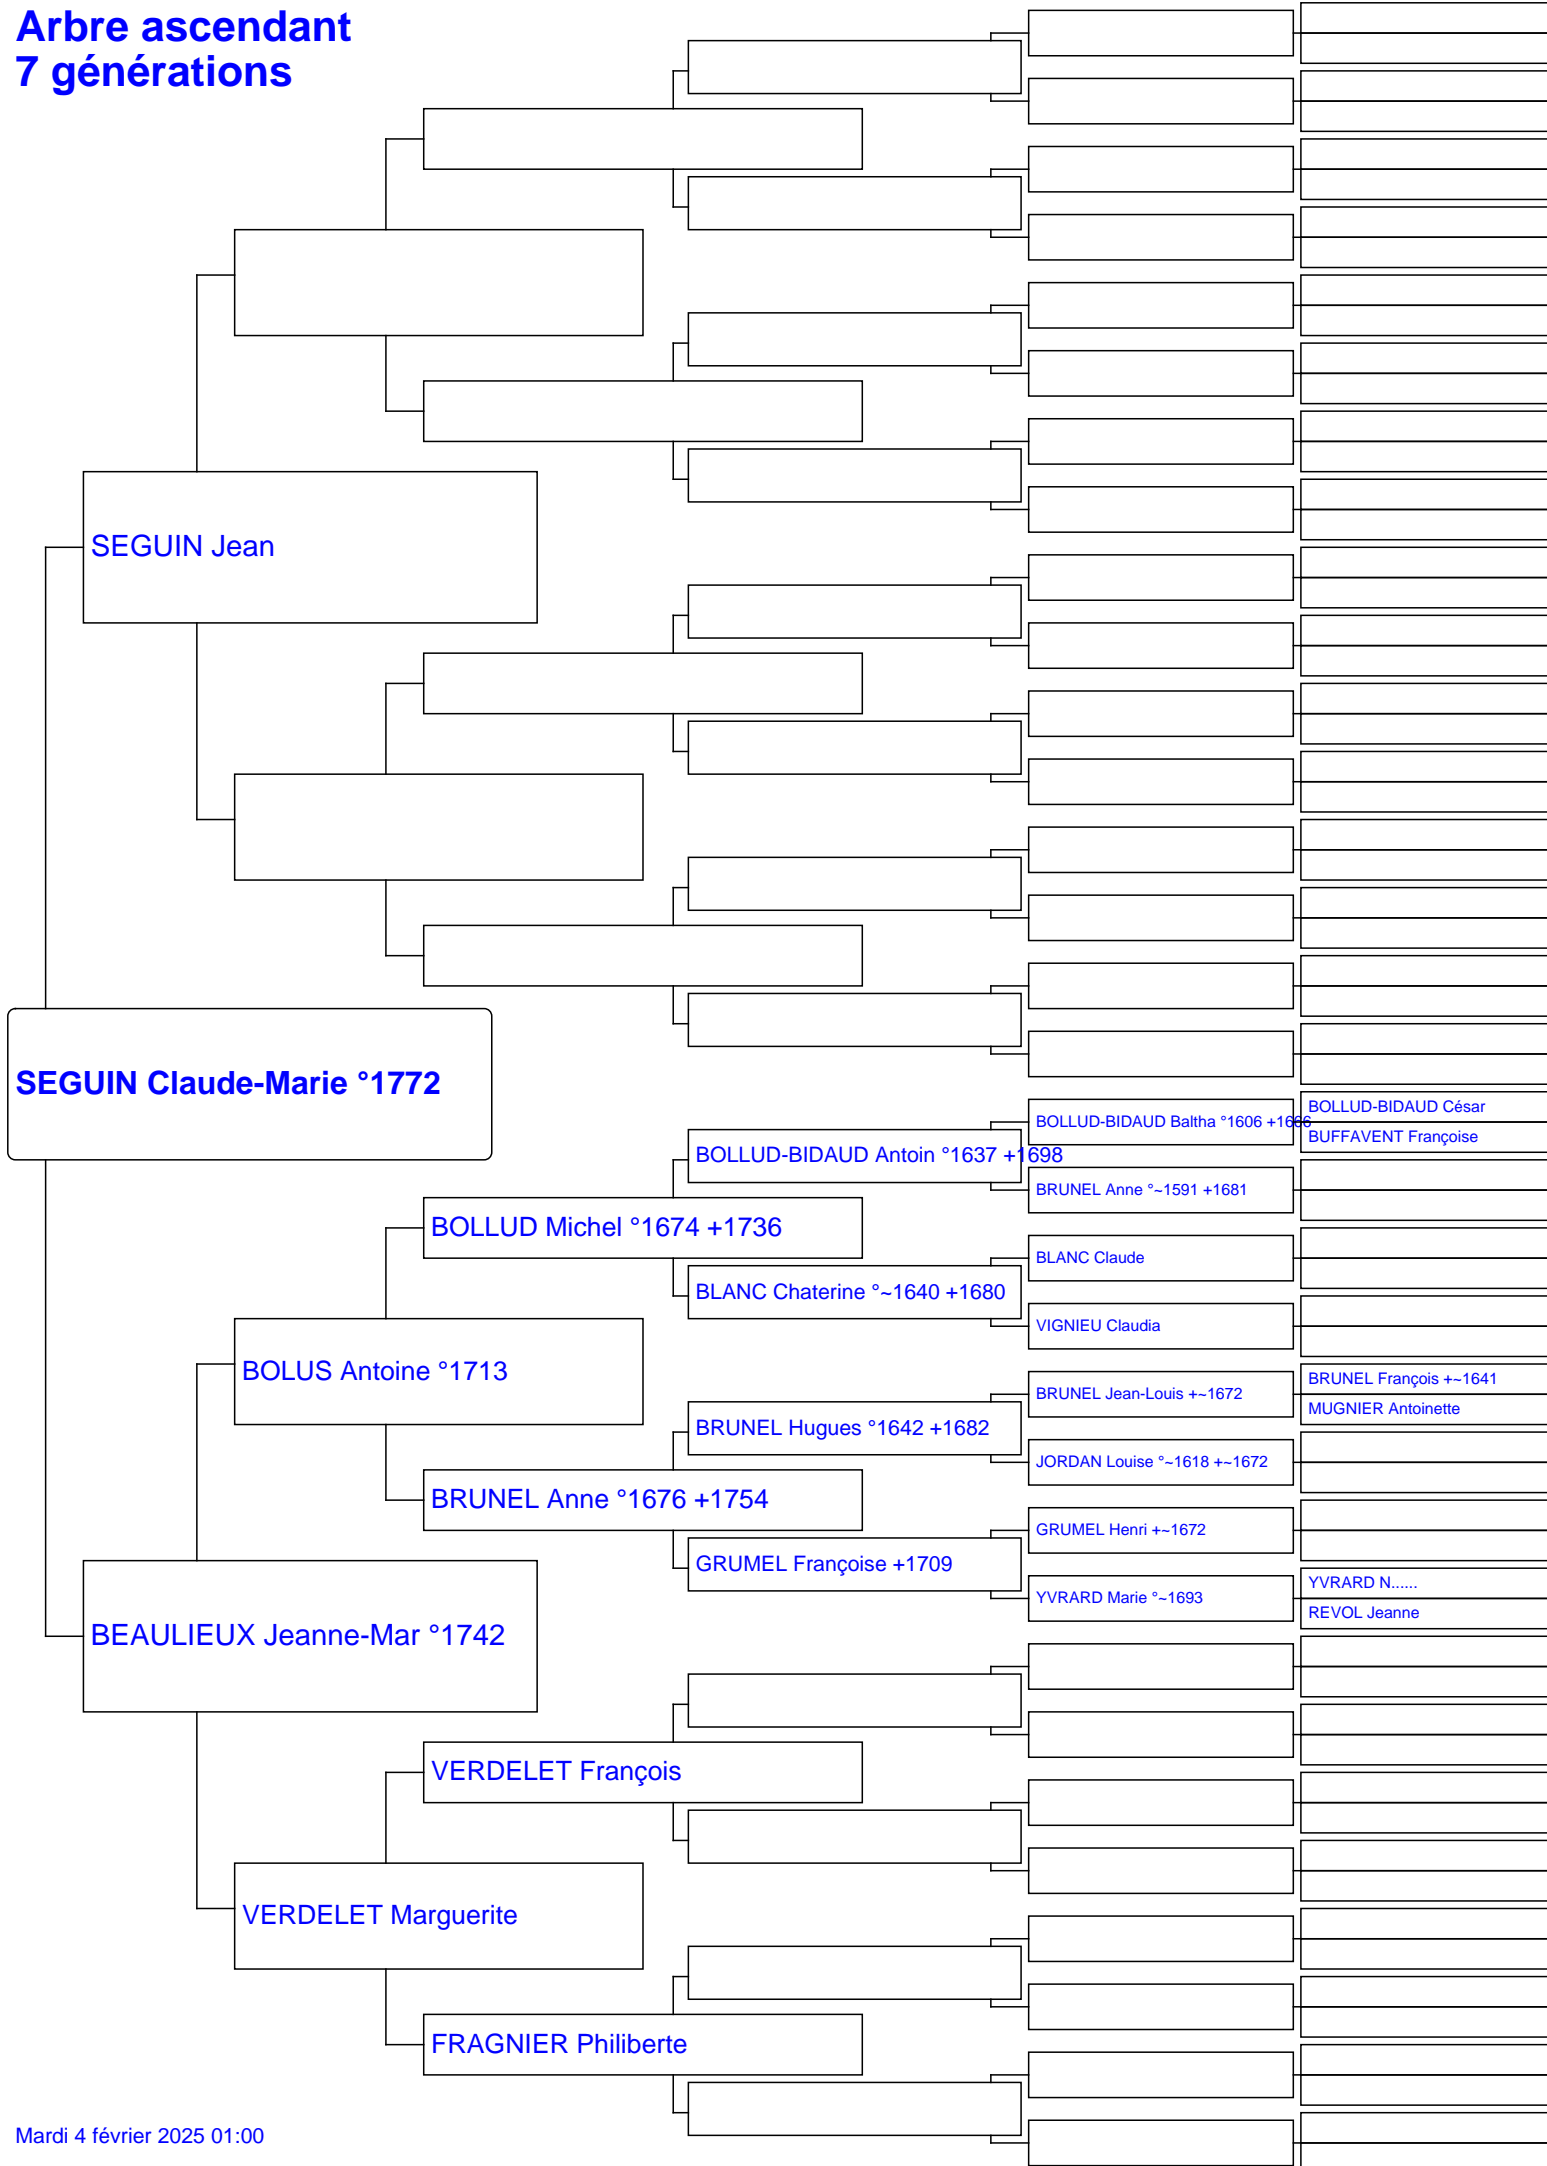 Arbre ascendant
7 générations
SEGUIN Jean
SEGUIN Claude-Marie °1772
BOLLUD-BIDAUD César
BOLLUD-BIDAUD Baltha °1606 +1666
BUFFAVENT Françoise
BOLLUD-BIDAUD Antoin °1637 +1698
BRUNEL Anne °~1591 +1681
BOLLUD Michel °1674 +1736
BLANC Claude
BLANC Chaterine °~1640 +1680
VIGNIEU Claudia
BOLUS Antoine °1713
BRUNEL François +~1641
BRUNEL Jean-Louis +~1672
MUGNIER Antoinette
BRUNEL Hugues °1642 +1682
JORDAN Louise °~1618 +~1672
BRUNEL Anne °1676 +1754
GRUMEL Henri +~1672
GRUMEL Françoise +1709
YVRARD N......
YVRARD Marie °~1693
REVOL Jeanne
BEAULIEUX Jeanne-Mar °1742
VERDELET François
VERDELET Marguerite
FRAGNIER Philiberte
Mardi 4 février 2025 01:00